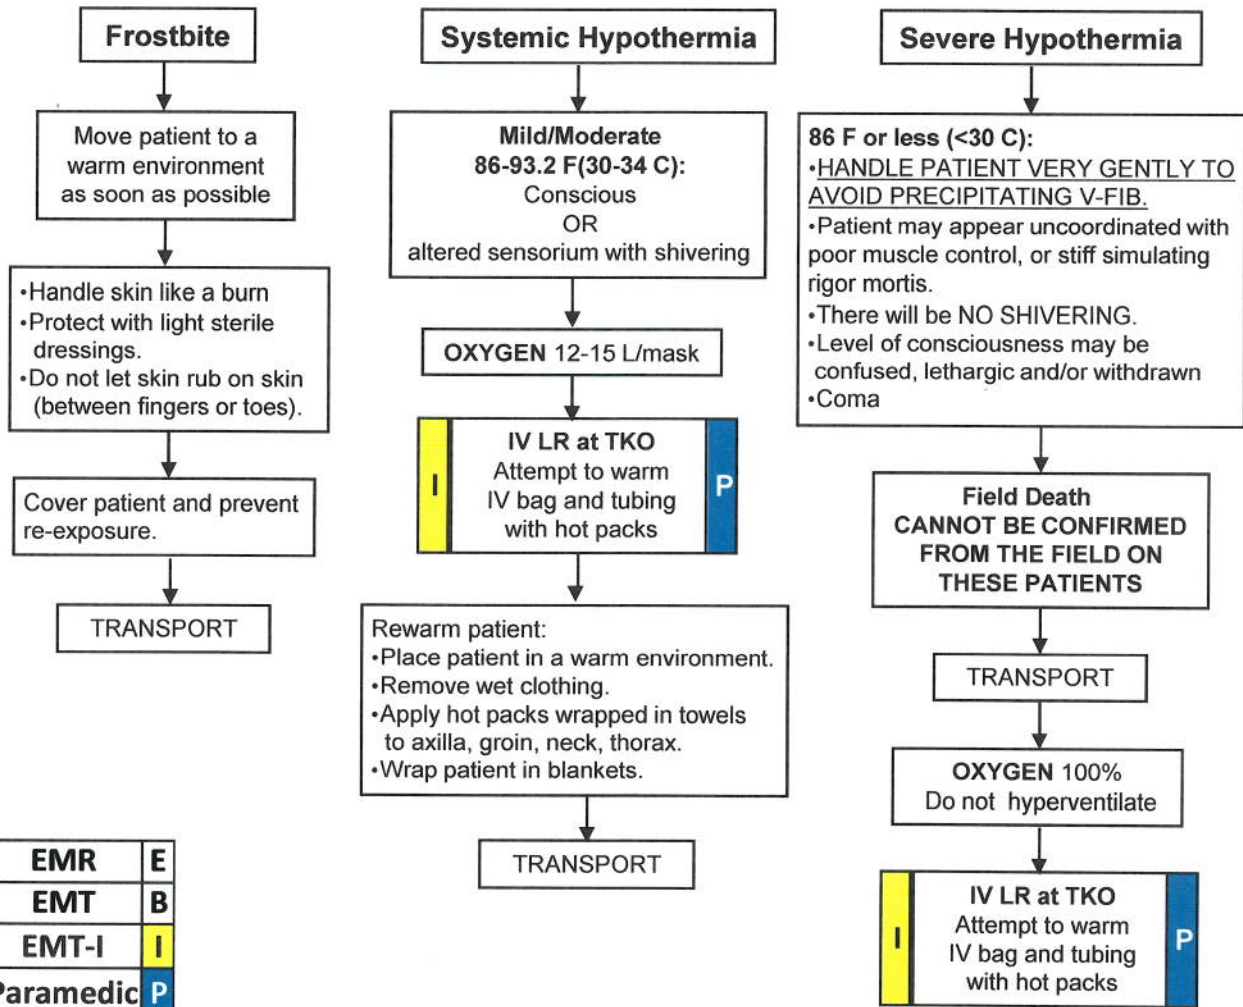 Frostbite
Move patient to a
warm environment
as soon as possible
•Handle skin like a burn
•Protect with light sterile
dressings.
•Do not let skin rub on skin
(between fingers or toes).
Cover patient and prevent
re-exposure.
TRANSPORT
Systemic Hypothermia
Mild/Moderate
86-93.2 F(30-34 C):
Conscious
OR
altered sensorium with shivering
OXYGEN 12-15 L/mask
I
IV LR at TKO
Attempt to warm
IV bag and tubing
with hot packs
P
Rewarm patient:
•Place patient in a warm environment.
•Remove wet clothing.
•Apply hot packs wrapped in towels
to axilla, groin, neck, thorax.
•Wrap patient in blankets.
TRANSPORT
Severe Hypothermia
86 F or less (<30 C):
•HANDLE PATIENT VERY GENTLY TO
AVOID PRECIPITATING V-FIB.
•Patient may appear uncoordinated with
poor muscle control, or stiff simulating
rigor mortis.
•There will be NO SHIVERING.
•Level of consciousness may be
confused, lethargic and/or withdrawn
•Coma
Field Death
CANNOT BE CONFIRMED
FROM THE FIELD ON
THESE PATIENTS
TRANSPORT
OXYGEN 100%
Do not hyperventilate
I
IV LR at TKO
Attempt to warm
IV bag and tubing
with hot packs
P
EMR E
EMT B
EMT-I I
Paramedic P